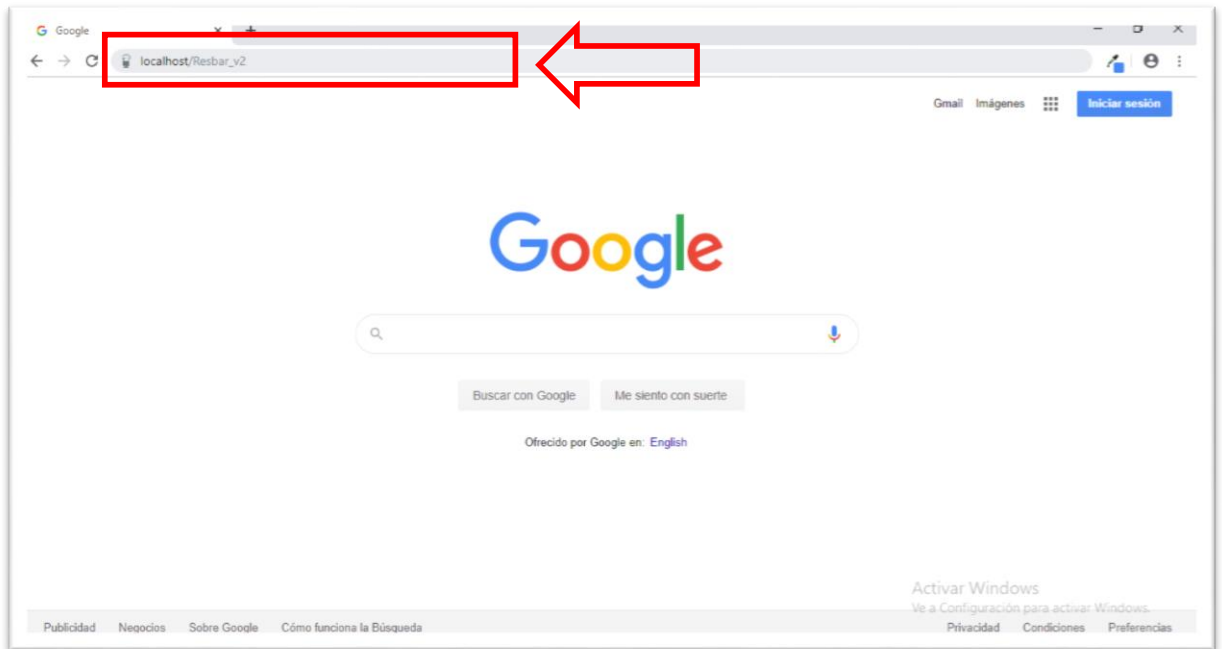 Google
localhost/Resbar_v2
Gmail Imágenes Iniciar sesión
Google
Buscar con Google Me siento con suerte
Ofrecido por Google en: English
Activar Windows
Ve a Configuración para activar Windows.
Publicidad Negocios Sobre Google Cómo funciona la Búsqueda Privacidad Condiciones Preferencias